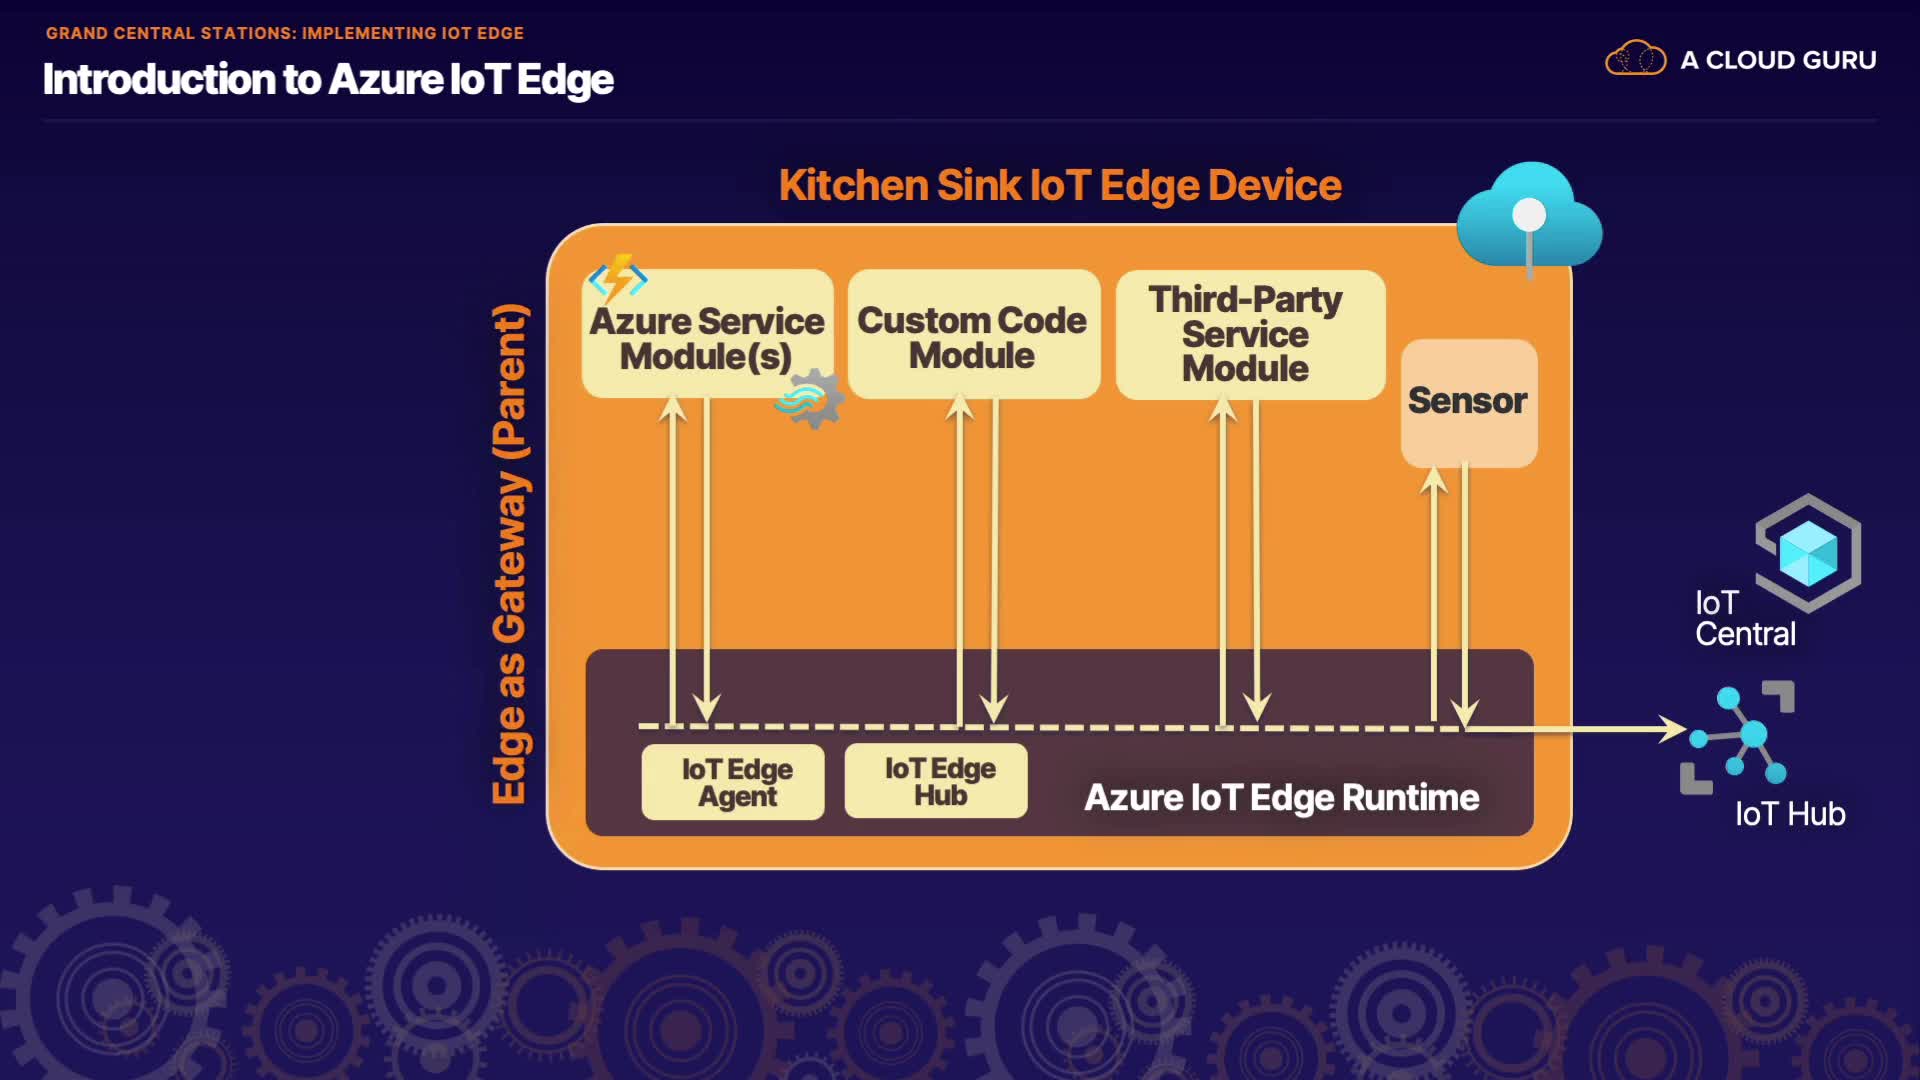 GRAND CENTRAL STATIONS: IMPLEMENTING IOT EDGE
Introduction to Azure IoT Edge
A CLOUD GURU
Kitchen Sink IoT Edge Device
Edge as Gateway (Parent)
Azure Service
Module(s)
Custom Code
Module
Third-Party
Service
Module
Sensor
IoT
Central
IoT Edge
Agent
IoT Edge
Hub
Azure IoT Edge Runtime
IoT Hub